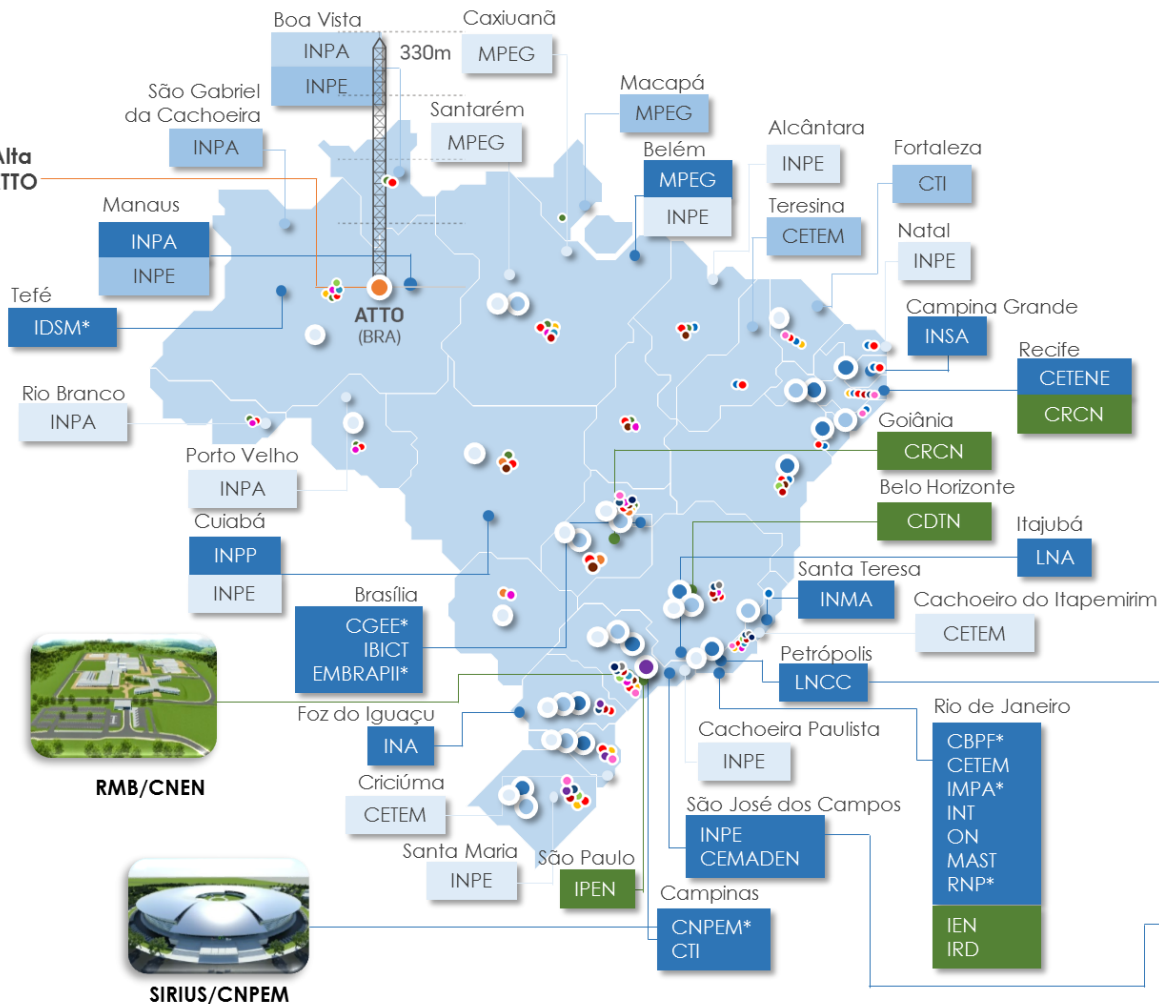 Boa Vista
INPA
INPE
330m
Caxiuanã
MPEG
São Gabriel
da Cachoeira
INPA
Santarém
MPEG
Macapá
MPEG
Alta
ATTO
Belém
MPEG
INPE
Alcântara
INPE
Fortaleza
CTI
Manaus
INPA
INPE
Teresina
CETEM
Natal
INPE
Tefé
IDSM*
ATTO
(BRA)
Campina Grande
INSA
Recife
CETENE
CRCN
Rio Branco
INPA
Goiânia
CRCN
Porto Velho
INPA
Belo Horizonte
CDTN
Cuiabá
INPP
INPE
Itajubá
LNA
Santa Teresa
INMA
Brasília
CGEE*
IBICT
EMBRAPII*
Cachoeiro do Itapemirim
CETEM
Petrópolis
LNCC
Foz do Iguaçu
INA
Rio de Janeiro
CBPF*
CETEM
IMPA*
INT
ON
MAST
RNP*
IEN
IRD
Cachoeira Paulista
INPE
RMB/CNEN
Criciúma
CETEM
São José dos Campos
INPE
CEMADEN
Santa Maria
INPE
São Paulo
IPEN
Campinas
CNPEM*
CTI
SIRIUS/CNPEM